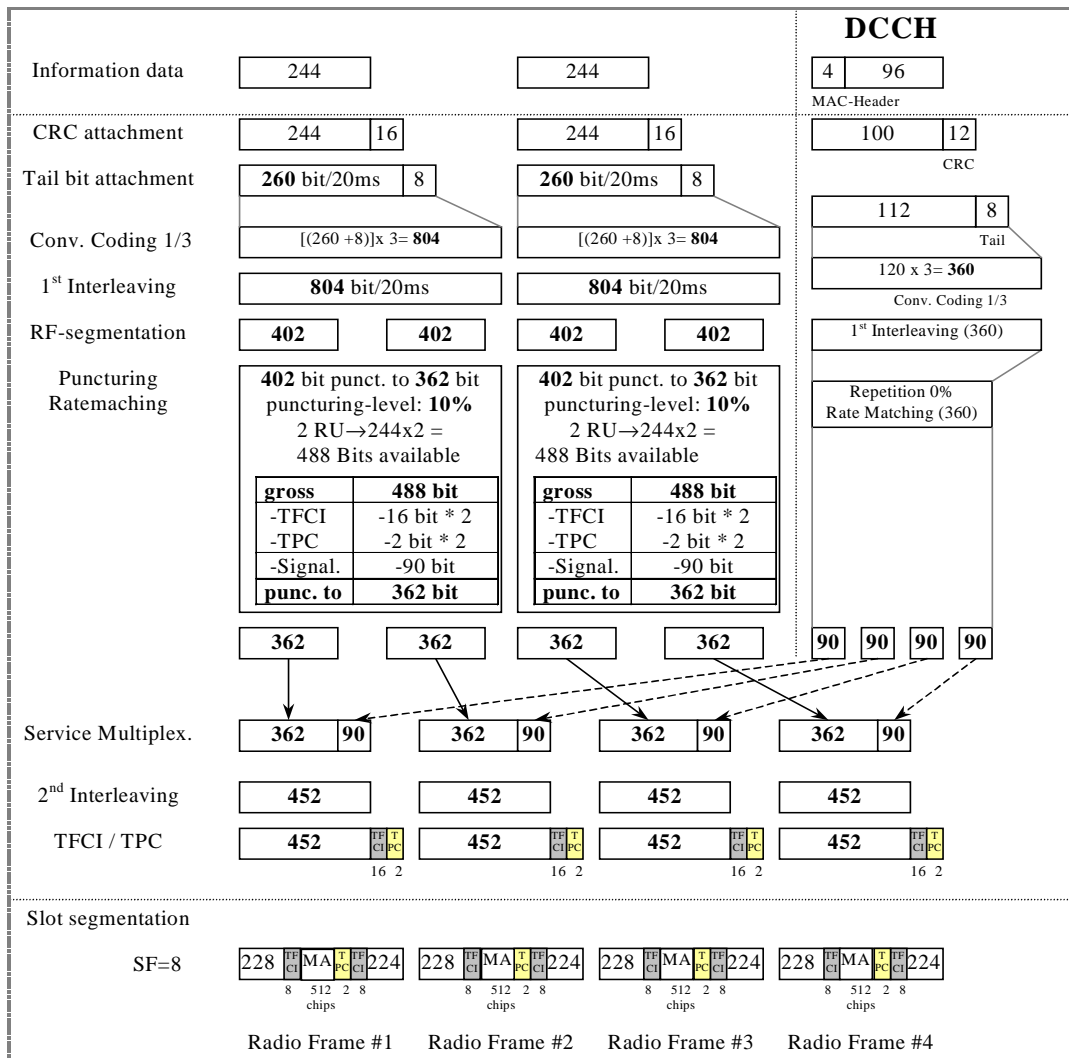 DCCH
Information data 244 244 4 96
MAC-Header
CRC attachment 244 16 244 16 100 12
CRC
Tail bit attachment 260 bit/20ms 8 260 bit/20ms 8
112 8
Tail
Conv. Coding 1/3 [(260 +8)]x 3= 804 [(260 +8)]x 3= 804
120 x 3= 360
Conv. Coding 1/3
1st Interleaving 804 bit/20ms 804 bit/20ms
RF-segmentation 402 402 402 402 1st Interleaving (360)
Puncturing
Ratemaching
402 bit punct. to 362 bit
puncturing-level: 10%
2 RU→244x2 =
488 Bits available
gross 488 bit
-TFCI -16 bit * 2
-TPC -2 bit * 2
-Signal. -90 bit
punc. to 362 bit
402 bit punct. to 362 bit
puncturing-level: 10%
2 RU→244x2 =
488 Bits available
gross 488 bit
-TFCI -16 bit * 2
-TPC -2 bit * 2
-Signal. -90 bit
punc. to 362 bit
Repetition 0%
Rate Matching (360)
362 362 362 362 90 90 90 90
Service Multiplex. 362 90 362 90 362 90 362 90
2nd Interleaving 452 452 452 452
TFCI / TPC 452 TF CI T PC 452 TF CI T PC 452 TF CI T PC 452 TF CI T PC
16 2 16 2 16 2 16 2
Slot segmentation
SF=8 228 TF CI MA T PC TF CI 224 228 TF CI MA T PC TF CI 224 228 TF CI MA T PC TF CI 224 228 TF CI MA T PC TF CI 224
8 512 2 8 8 512 2 8 8 512 2 8 8 512 2 8
chips chips chips chips
Radio Frame #1 Radio Frame #2 Radio Frame #3 Radio Frame #4